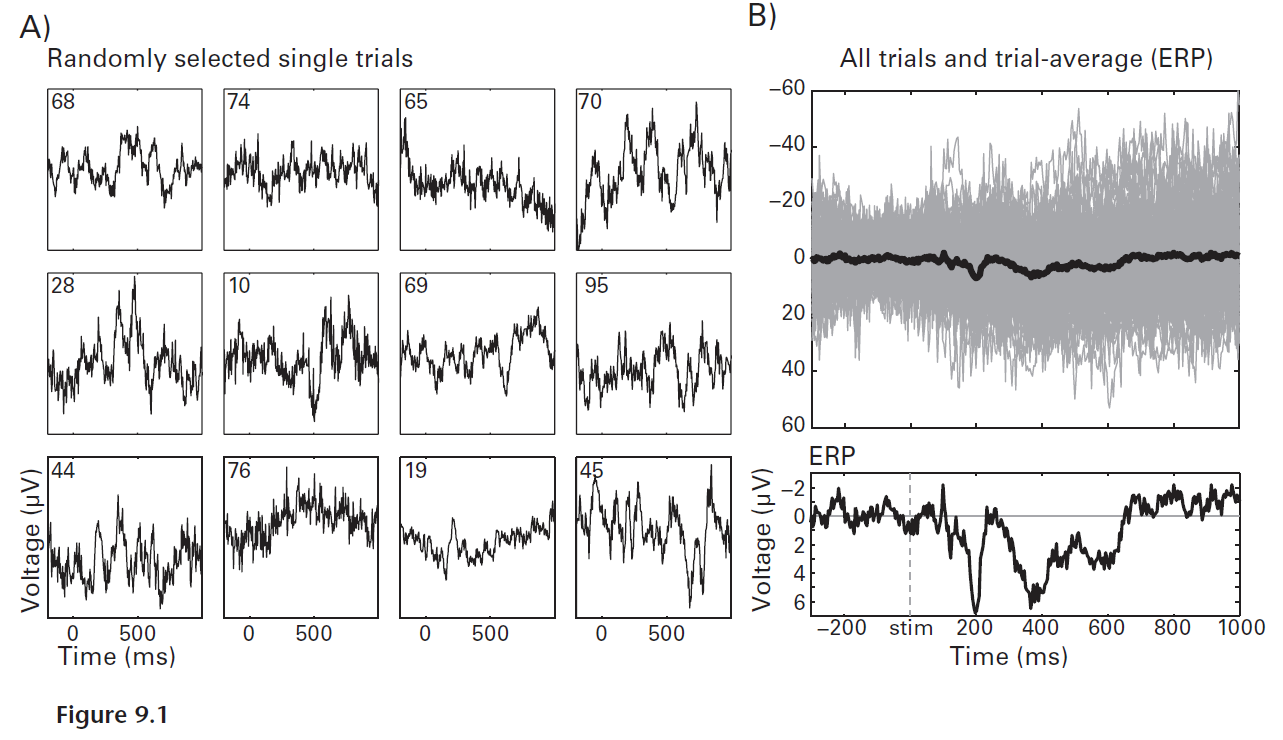 A)
Randomly selected single trials
68 74 65 70
28 10 69 95
44 76 19 45
Voltage (µV)
0 500 0 500 0 500 0 500
Time (ms)
B)
All trials and trial-average (ERP)
−60
−40
−20
0
20
40
60
ERP
Voltage (µV)
−2
0
2
4
6
−200 stim 200 400 600 800 1000
Time (ms)
Figure 9.1